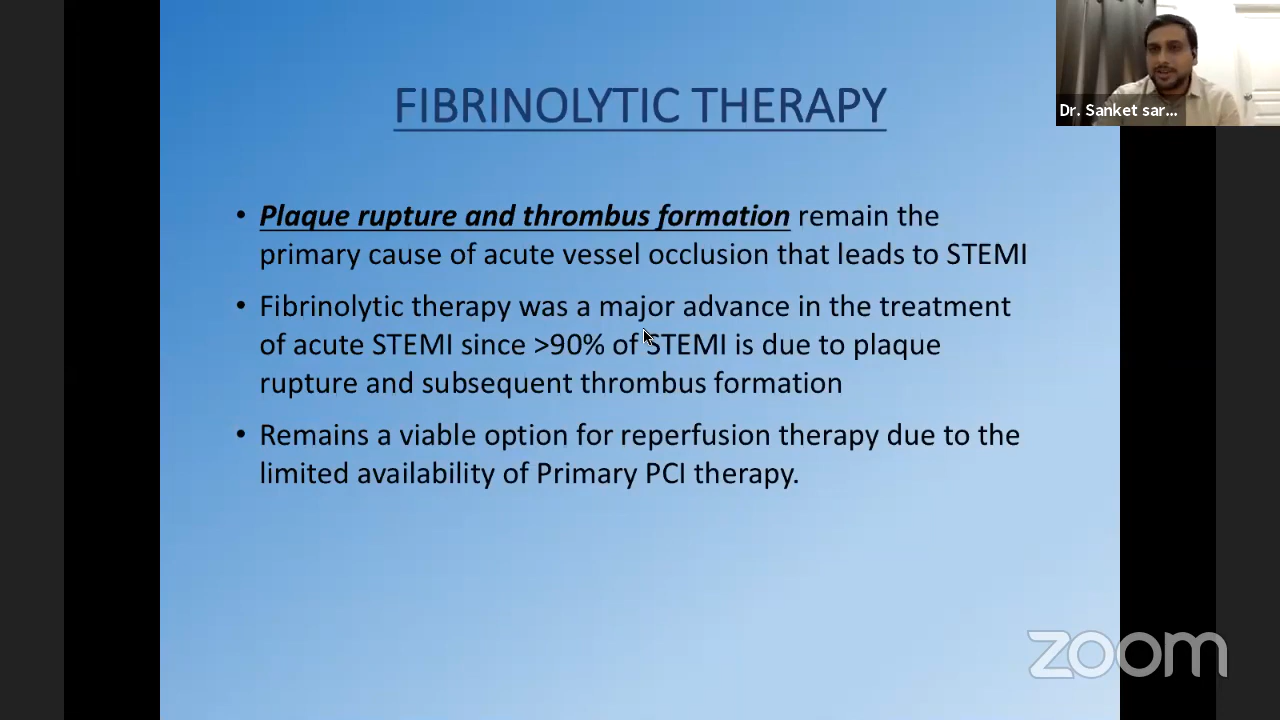 FIBRINOLYTIC THERAPY
Dr. Sanket sar...
• Plaque rupture and thrombus formation remain the
primary cause of acute vessel occlusion that leads to STEMI
• Fibrinolytic therapy was a major advance in the treatment
of acute STEMI since >90% of STEMI is due to plaque
rupture and subsequent thrombus formation
• Remains a viable option for reperfusion therapy due to the
limited availability of Primary PCI therapy.
zoom